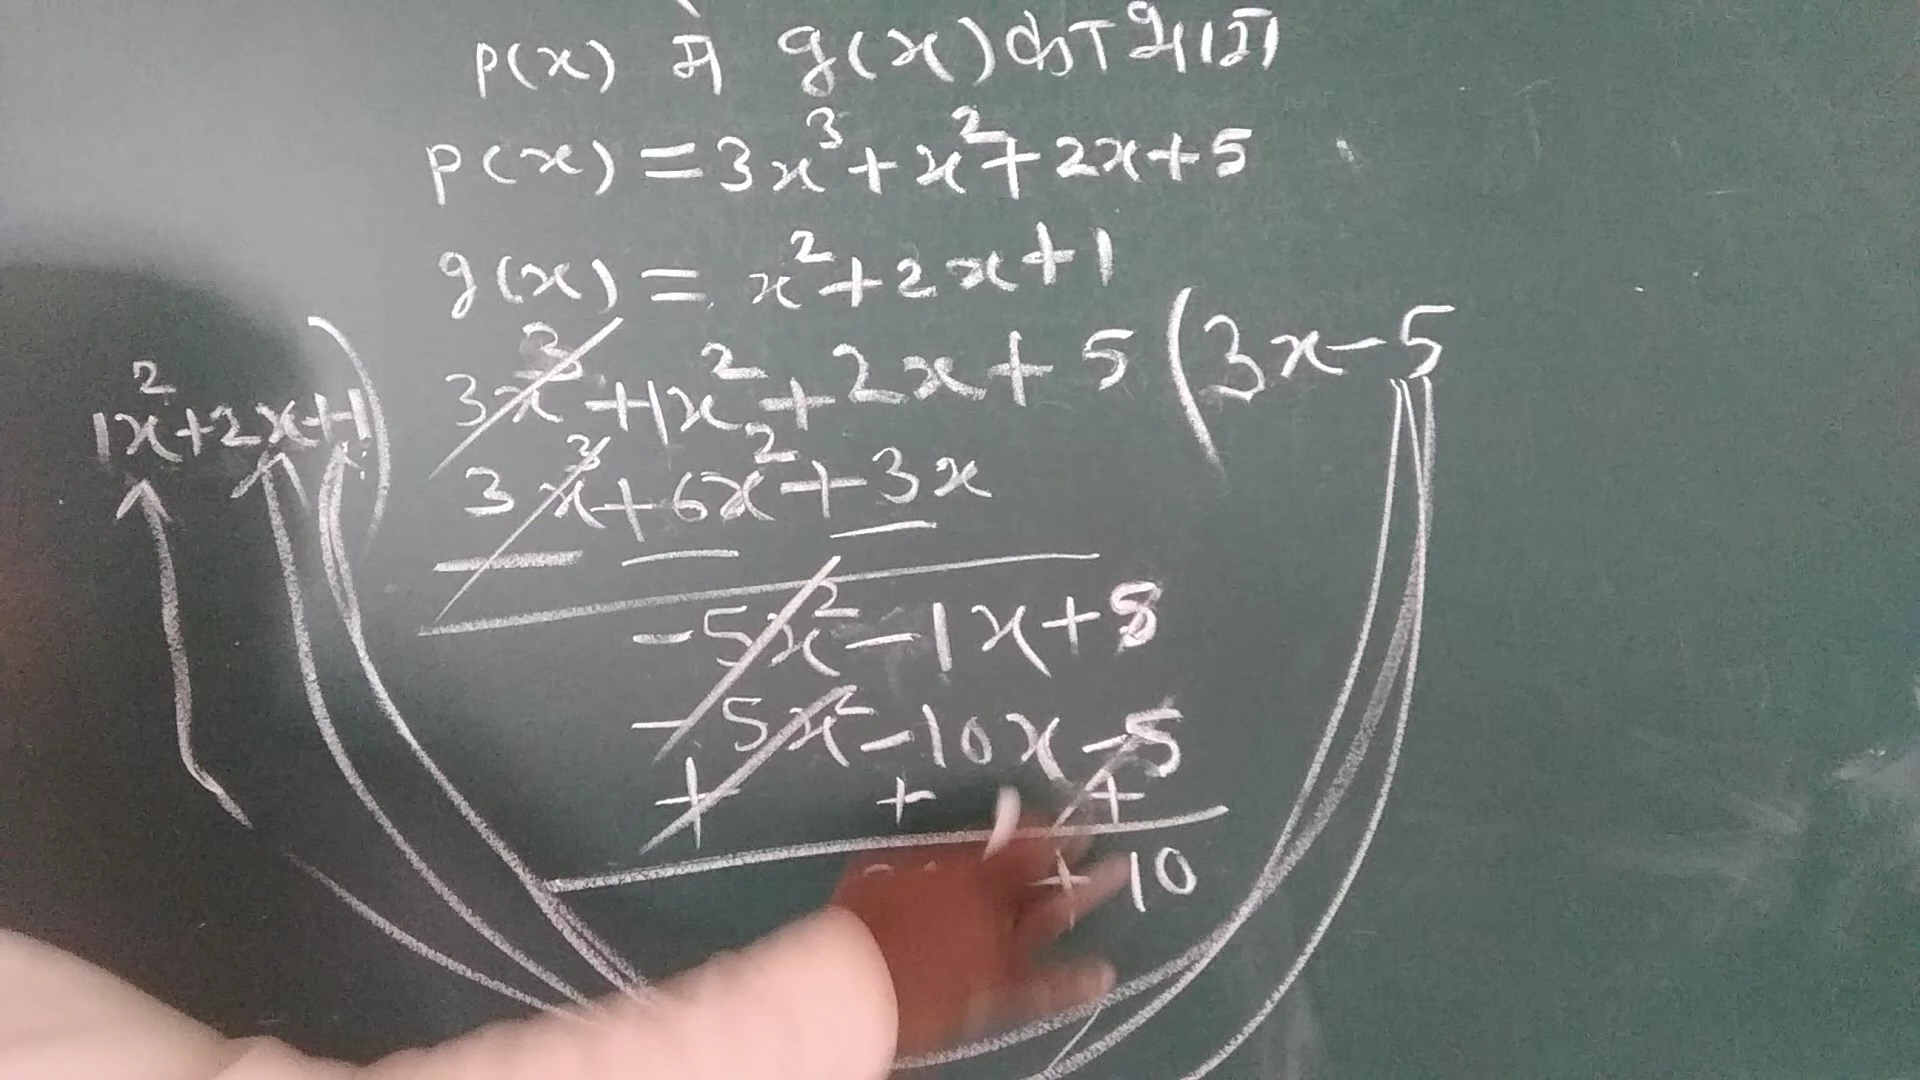 p(x) में g(x) का भाग
p(x) = 3x³ + x² + 2x + 5
g(x) = x² + 2x + 1
1x² + 2x + 1 ) 3x³ + 1x² + 2x + 5 ( 3x - 5
3x³ + 6x² + 3x
— — —
-5x² - 1x + 5
-5x² - 10x - 5
+ + +
+ 10